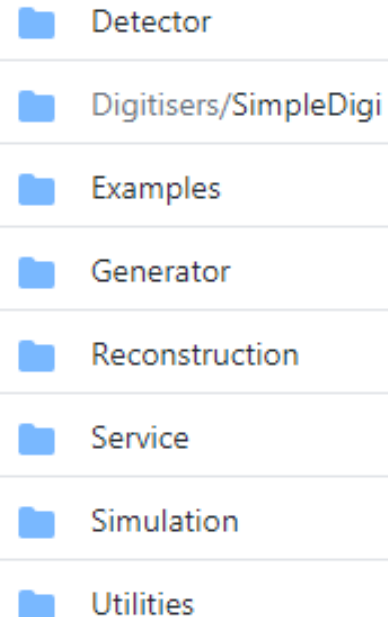 Detector
Digitisers/SimpleDigi
Examples
Generator
Reconstruction
Service
Simulation
Utilities